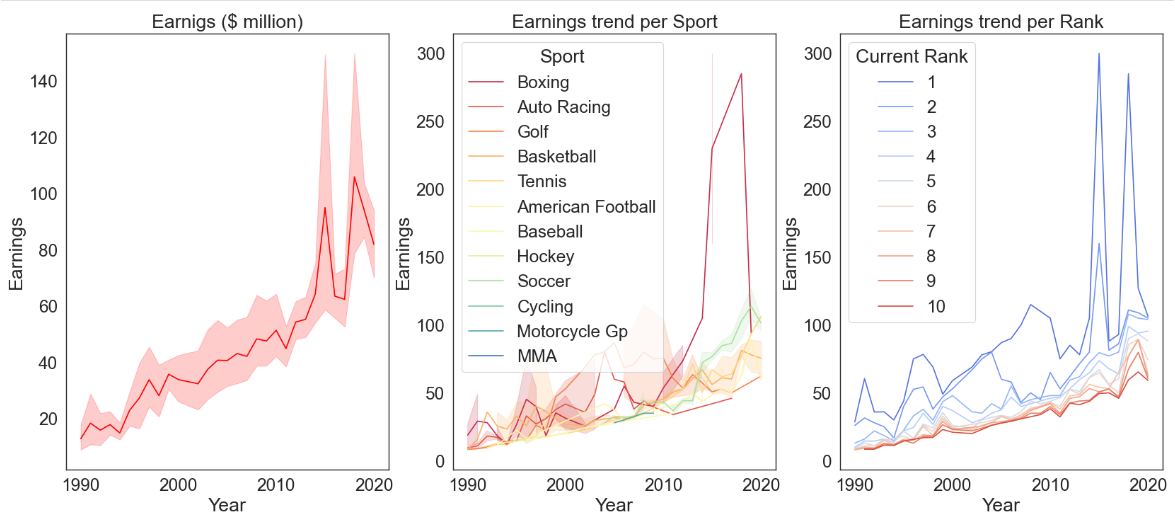 Earnigs ($ million)
140
120
100
80
60
40
20
Earnings
1990
2000
2010
2020
Year
Earnings trend per Sport
300
250
200
150
100
50
0
Earnings
Sport
Boxing
Auto Racing
Golf
Basketball
Tennis
American Football
Baseball
Hockey
Soccer
Cycling
Motorcycle Gp
MMA
1990
2000
2010
2020
Year
Earnings trend per Rank
300
250
200
150
100
50
0
Earnings
Current Rank
1
2
3
4
5
6
7
8
9
10
1990
2000
2010
2020
Year